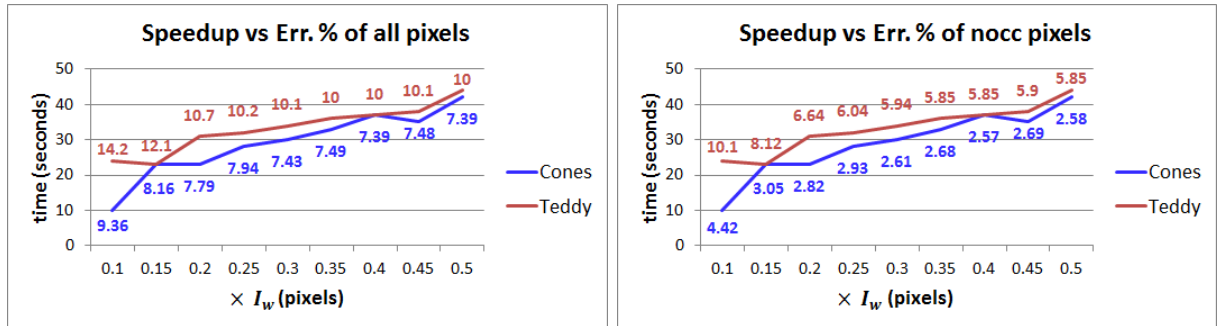 Speedup vs Err. % of all pixels
time (seconds)
50
40
30
20
10
0
14.2 12.1 10.7 10.2 10.1 10 10 10.1 10
9.36 8.16 7.79 7.94 7.43 7.49 7.39 7.48 7.39
Cones
Teddy
0.1 0.15 0.2 0.25 0.3 0.35 0.4 0.45 0.5
× I_w (pixels)
Speedup vs Err. % of nocc pixels
time (seconds)
50
40
30
20
10
0
10.1 8.12 6.64 6.04 5.94 5.85 5.85 5.9 5.85
4.42 3.05 2.82 2.93 2.61 2.68 2.57 2.69 2.58
Cones
Teddy
0.1 0.15 0.2 0.25 0.3 0.35 0.4 0.45 0.5
× I_w (pixels)